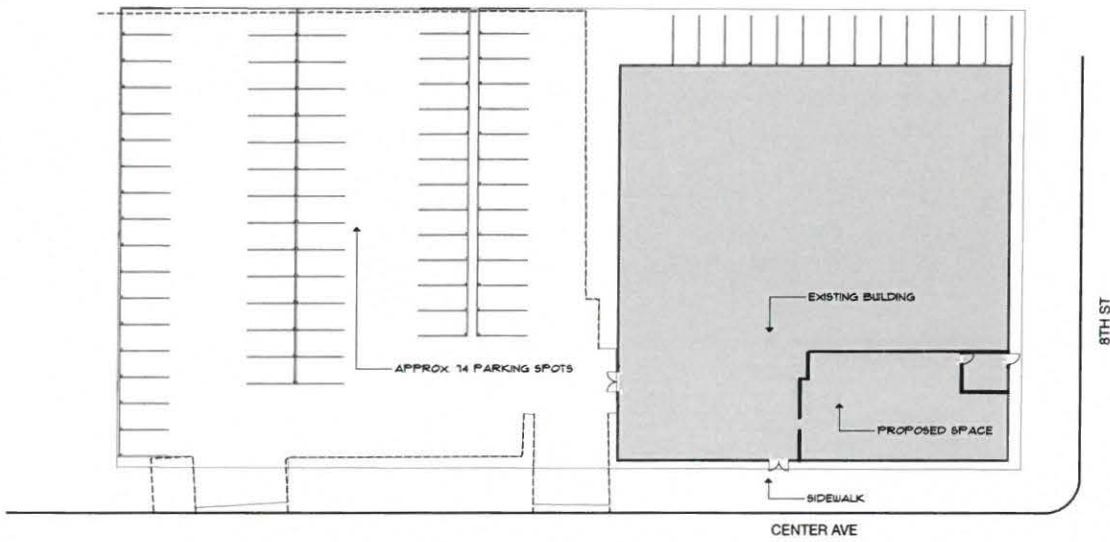 EXISTING BUILDING
8TH ST
APPROX 74 PARKING SPOTS
PROPOSED SPACE
SIDEWALK
CENTER AVE